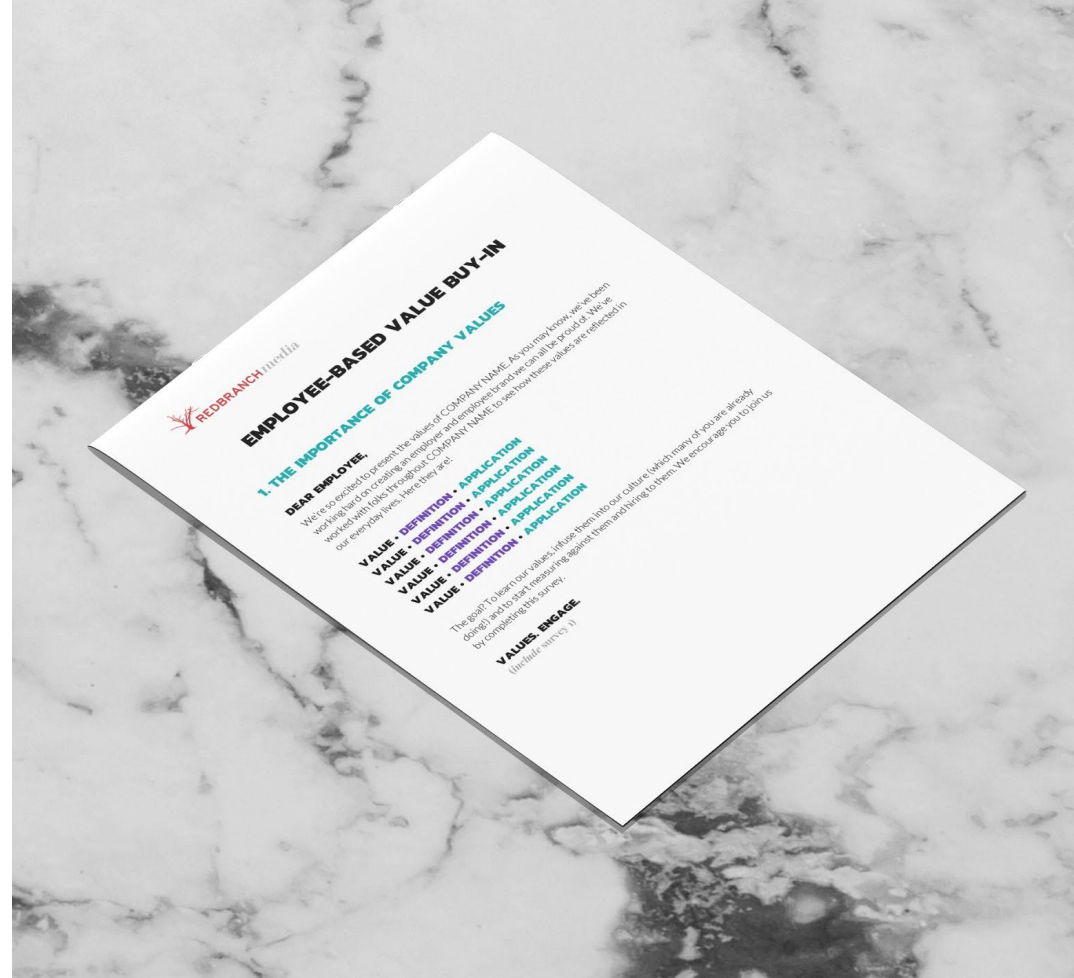 REDBRANCH media
EMPLOYEE-BASED VALUE BUY-IN
1. THE IMPORTANCE OF COMPANY VALUES
DEAR EMPLOYEE,
We're so excited to present the values of COMPANY NAME. As you may know, we've been
working hard on creating an employer and employee brand we can all be proud of. We've
worked with folks throughout COMPANY NAME to see how these values are reflected in
our everyday lives. Here they are!
VALUE • DEFINITION • APPLICATION
VALUE • DEFINITION • APPLICATION
VALUE • DEFINITION • APPLICATION
VALUE • DEFINITION • APPLICATION
VALUE • DEFINITION • APPLICATION
The goal? To learn our values, infuse them into our culture (which many of you are already
doing!) and to start measuring against them and hiring to them. We encourage you to join us
by completing this survey.
VALUES. ENGAGE.
(include survey 1)